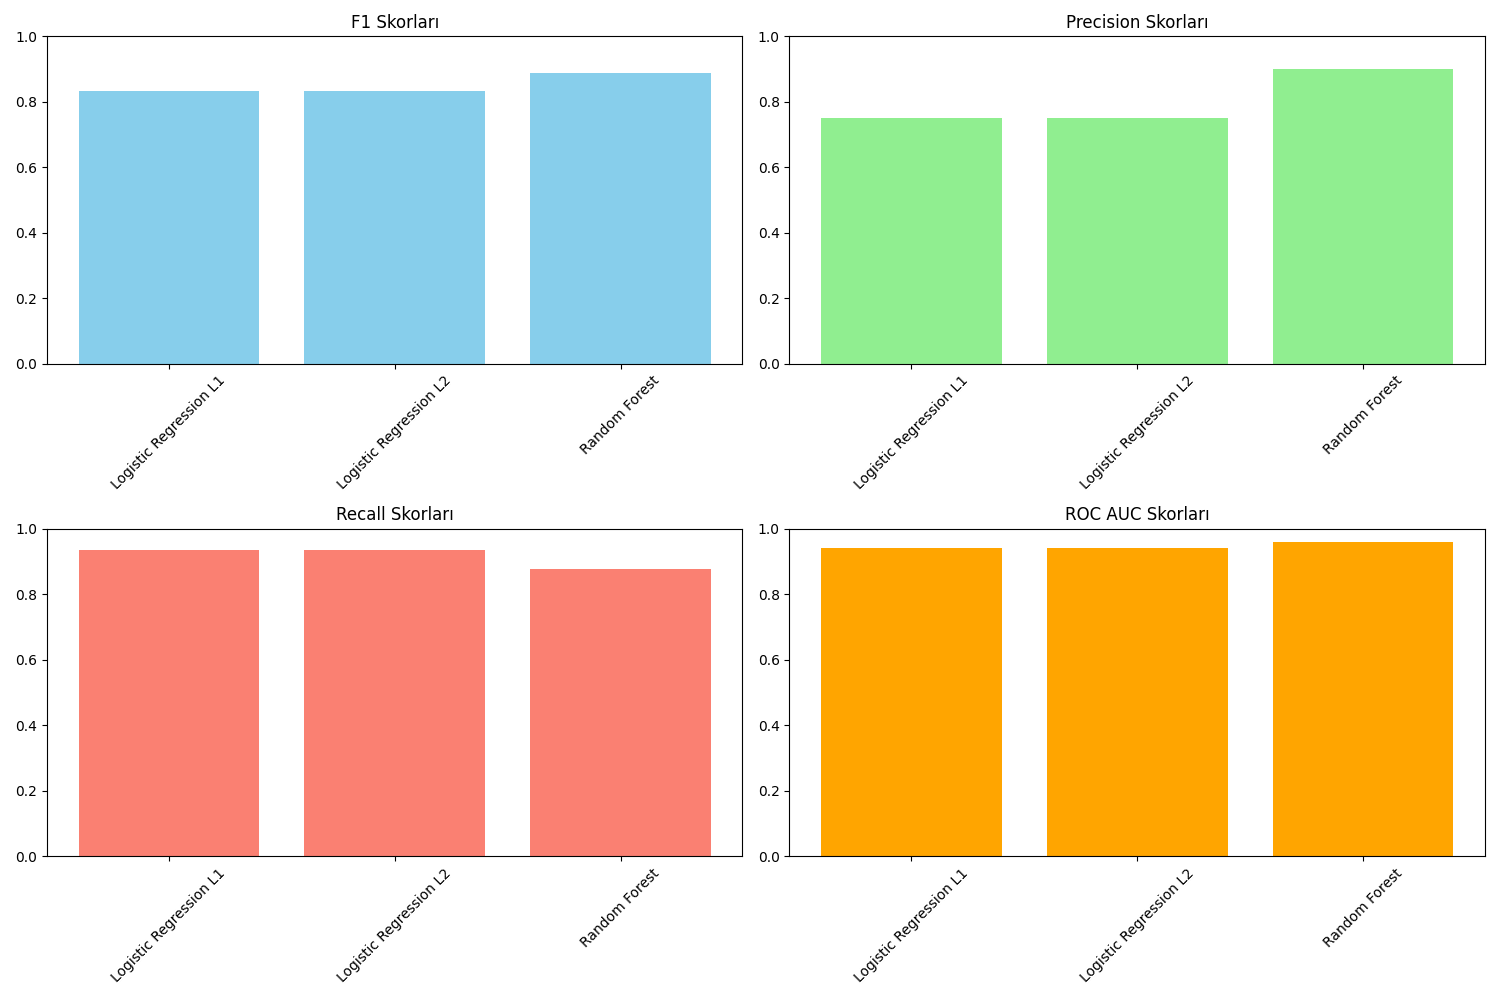 F1 Skorları
1.0
0.8
0.6
0.4
0.2
0.0
Logistic Regression L1
Logistic Regression L2
Random Forest
Precision Skorları
1.0
0.8
0.6
0.4
0.2
0.0
Logistic Regression L1
Logistic Regression L2
Random Forest
Recall Skorları
1.0
0.8
0.6
0.4
0.2
0.0
Logistic Regression L1
Logistic Regression L2
Random Forest
ROC AUC Skorları
1.0
0.8
0.6
0.4
0.2
0.0
Logistic Regression L1
Logistic Regression L2
Random Forest